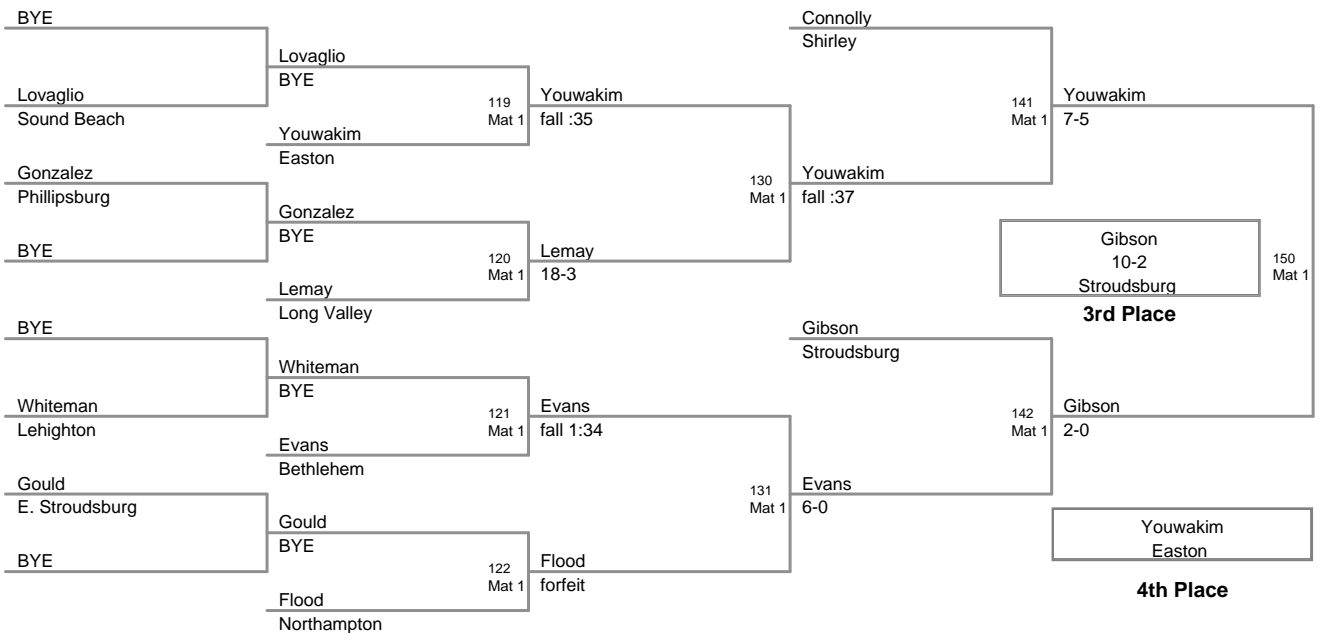 BYE
Lovaglio
Sound Beach
Gonzalez
Phillipsburg
BYE
BYE
Whiteman
Lehighton
Gould
E. Stroudsburg
BYE
Lovaglio
BYE
Youwakim
Easton
Gonzalez
BYE
Lemay
Long Valley
Whiteman
BYE
Evans
Bethlehem
Gould
BYE
Flood
Northampton
119
Mat 1
Youwakim
fall :35
120
Mat 1
Lemay
18-3
121
Mat 1
Evans
fall 1:34
122
Mat 1
Flood
forfeit
Connolly
Shirley
130
Mat 1
Youwakim
fall :37
Gibson
Stroudsburg
131
Mat 1
Evans
6-0
141
Mat 1
Youwakim
7-5
142
Mat 1
Gibson
2-0
150
Mat 1
Gibson
10-2
Stroudsburg
3rd Place
Youwakim
Easton
4th Place